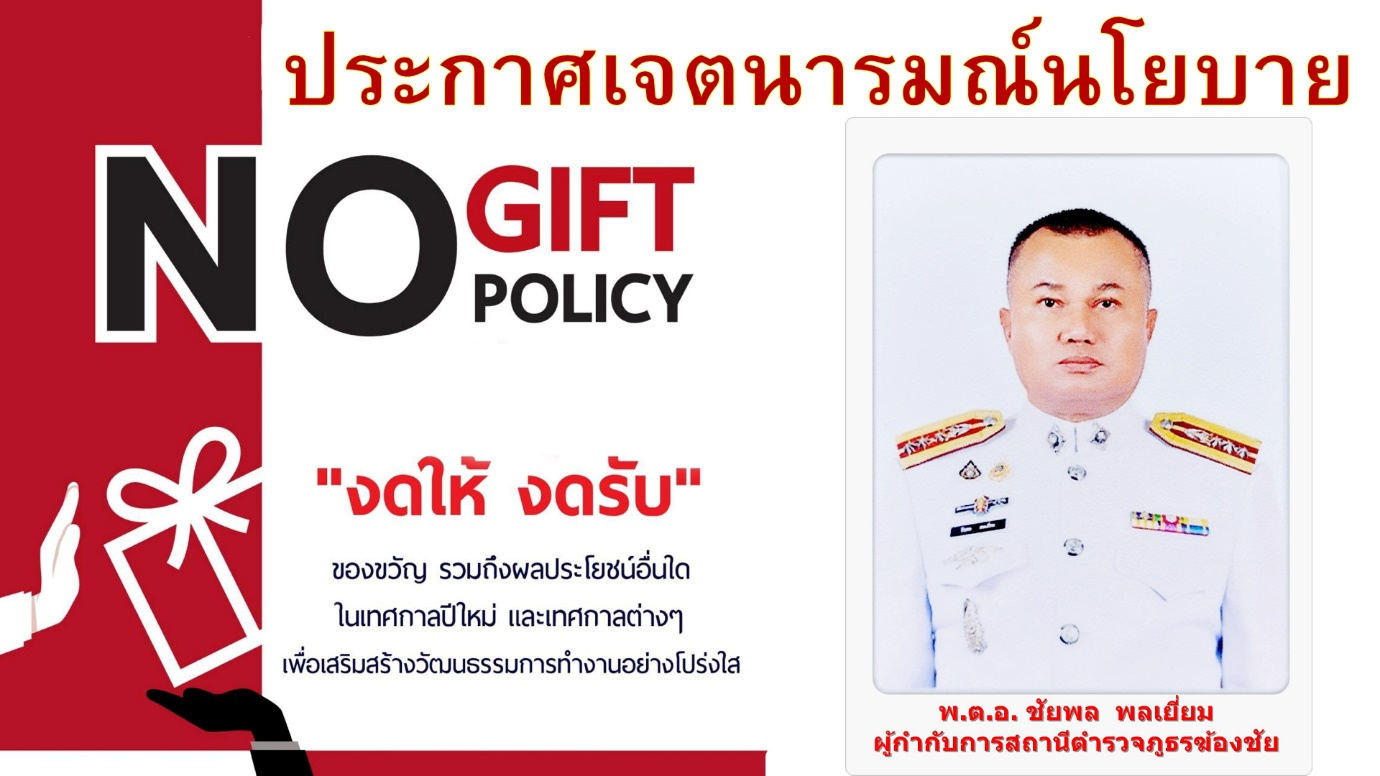 ประกาศเจตนารมณ์นโยบาย
NO GIFT
POLICY
"งดให้ งดรับ"
ของขวัญ รวมถึงผลประโยชน์อื่นใด
ในเทศกาลปีใหม่ และเทศกาลต่างๆ
เพื่อเสริมสร้างวัฒนธรรมการทำงานอย่างโปร่งใส
พ.ต.อ. ชัยพล พลเยี่ยม
ผู้กำกับการสถานีตำรวจภูธรฆ้องชัย